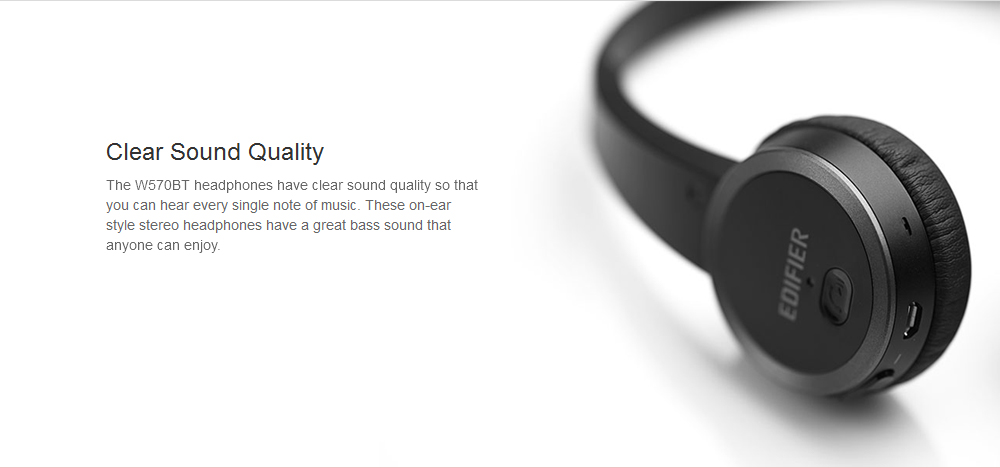 Clear Sound Quality
The W570BT headphones have clear sound quality so that
you can hear every single note of music. These on-ear
style stereo headphones have a great bass sound that
anyone can enjoy.
EDIFIER